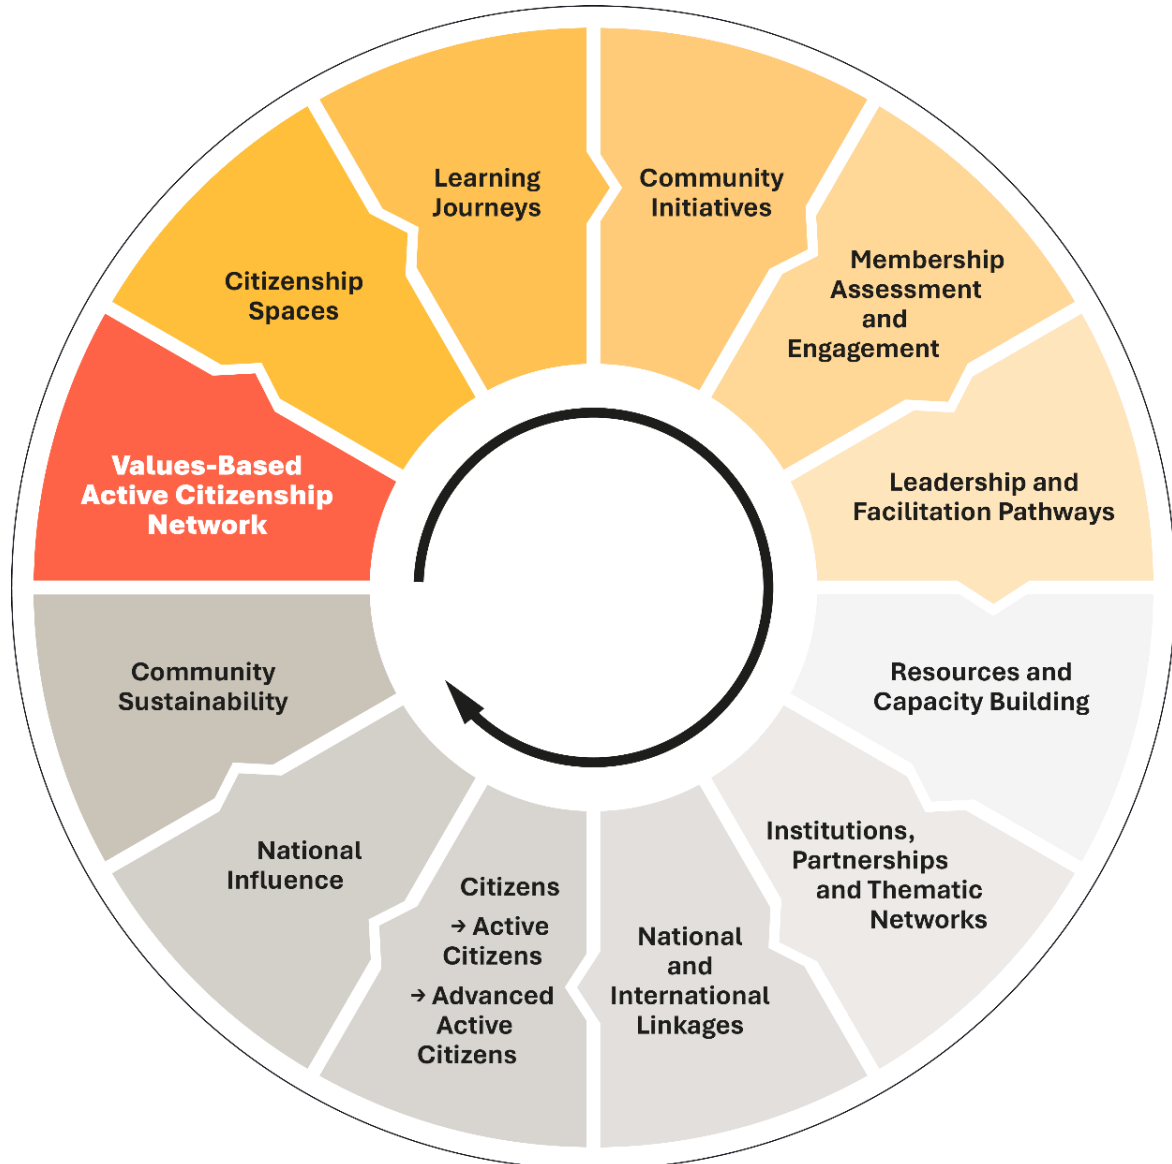 Values-Based
Active Citizenship
Network
Citizenship
Spaces
Learning
Journeys
Community
Initiatives
Membership
Assessment
and
Engagement
Leadership and
Facilitation Pathways
Resources and
Capacity Building
Institutions,
Partnerships
and Thematic
Networks
National
and
International
Linkages
Citizens
→ Active
Citizens
→ Advanced
Active
Citizens
National
Influence
Community
Sustainability